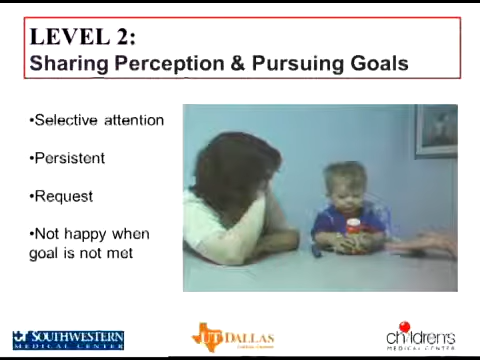 LEVEL 2:
Sharing Perception & Pursuing Goals
•Selective attention
•Persistent
•Request
•Not happy when
goal is not met
SOUTHWESTERN
MEDICAL CENTER
UT DALLAS
children's
MEDICAL CENTER